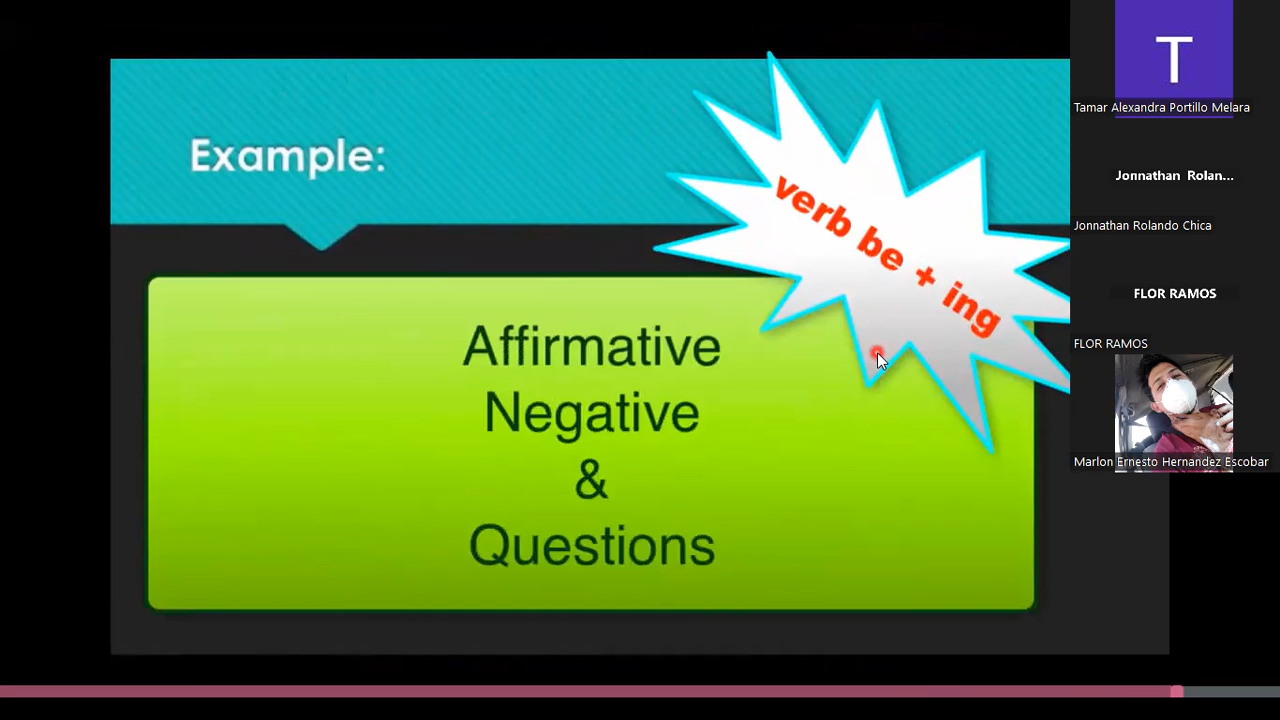 Example:
verb be + ing
Affirmative
Negative
&
Questions
T
Tamar Alexandra Portillo Melara
Jonnathan Rolan...
Jonnathan Rolando Chica
FLOR RAMOS
FLOR RAMOS
Marlon Ernesto Hernandez Escobar